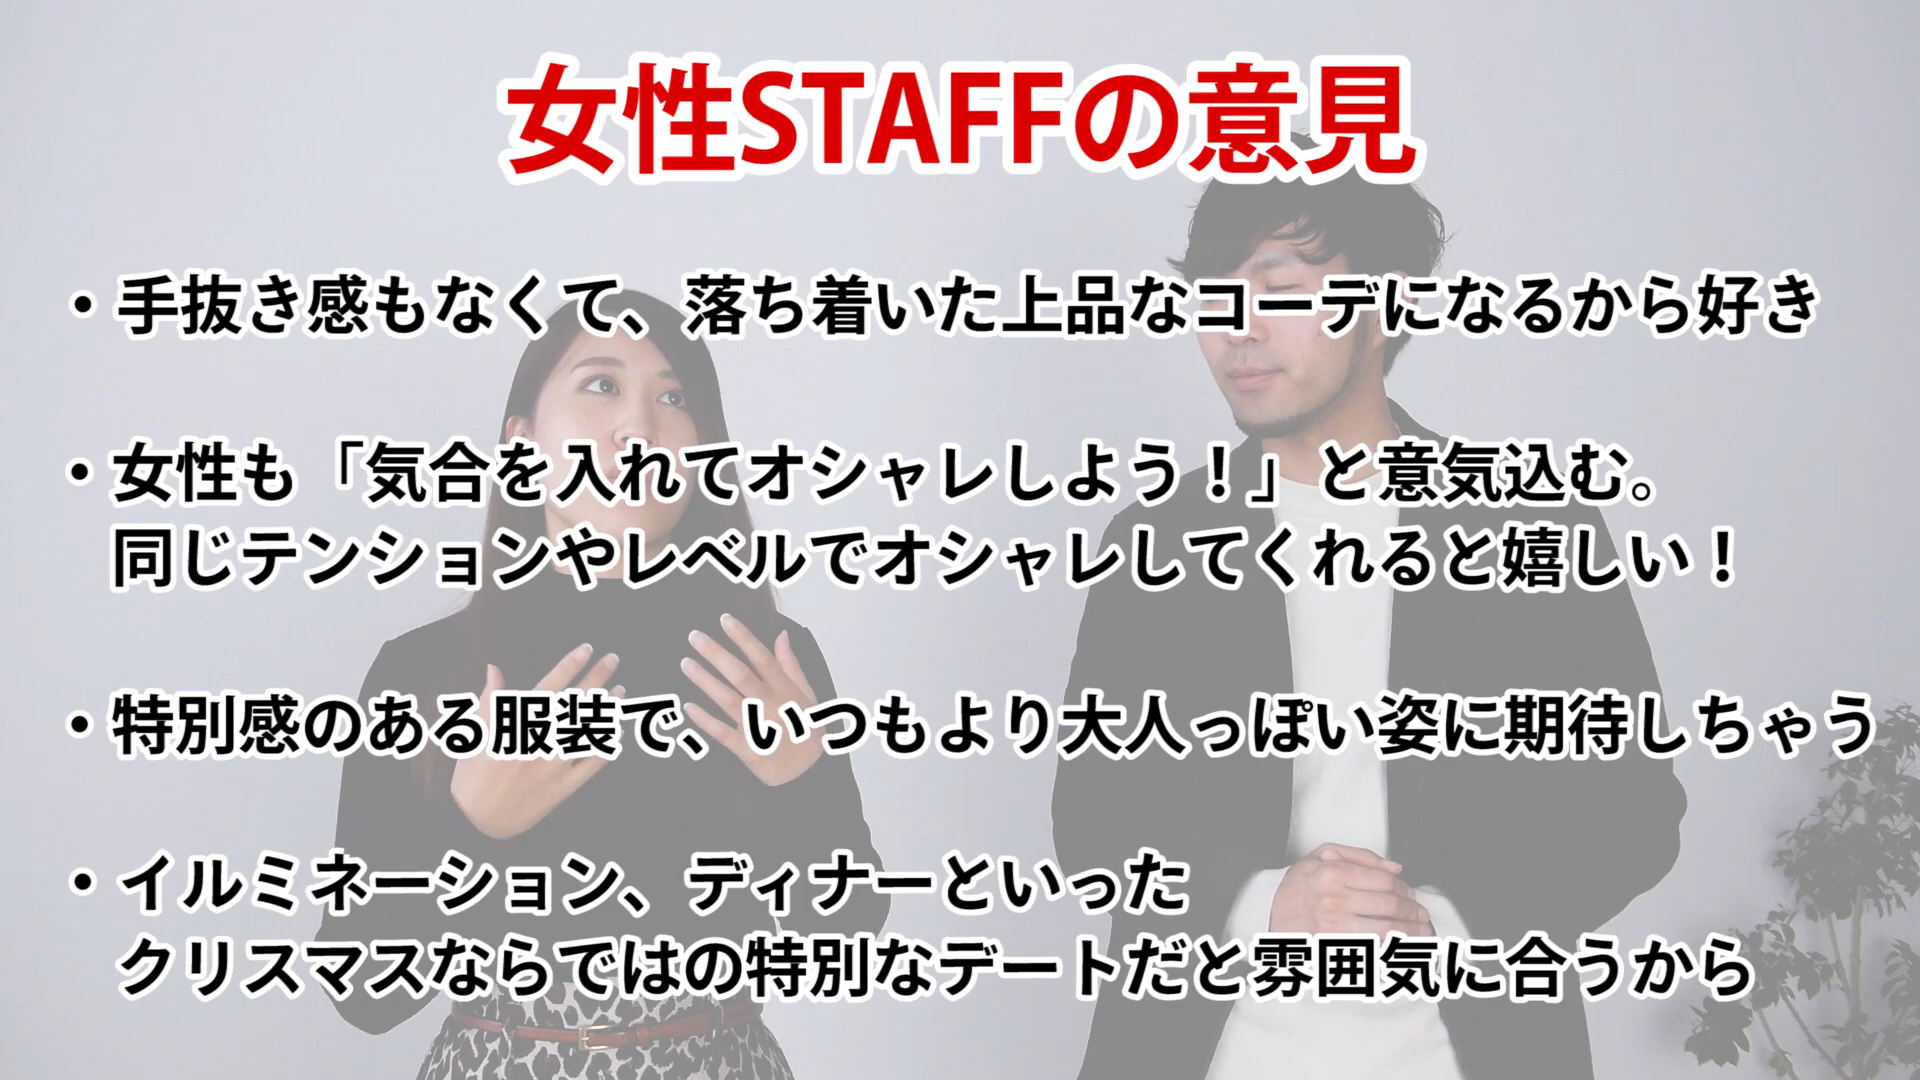 女性STAFFの意見
・手抜き感もなくて、落ち着いた上品なコーデになるから好き
・女性も「気合を入れてオシャレしよう！」と意気込む。
同じテンションやレベルでオシャレしてくれると嬉しい！
・特別感のある服装で、いつもより大人っぽい姿に期待しちゃう
・イルミネーション、ディナーといった
クリスマスならではの特別なデートだと雰囲気に合うから